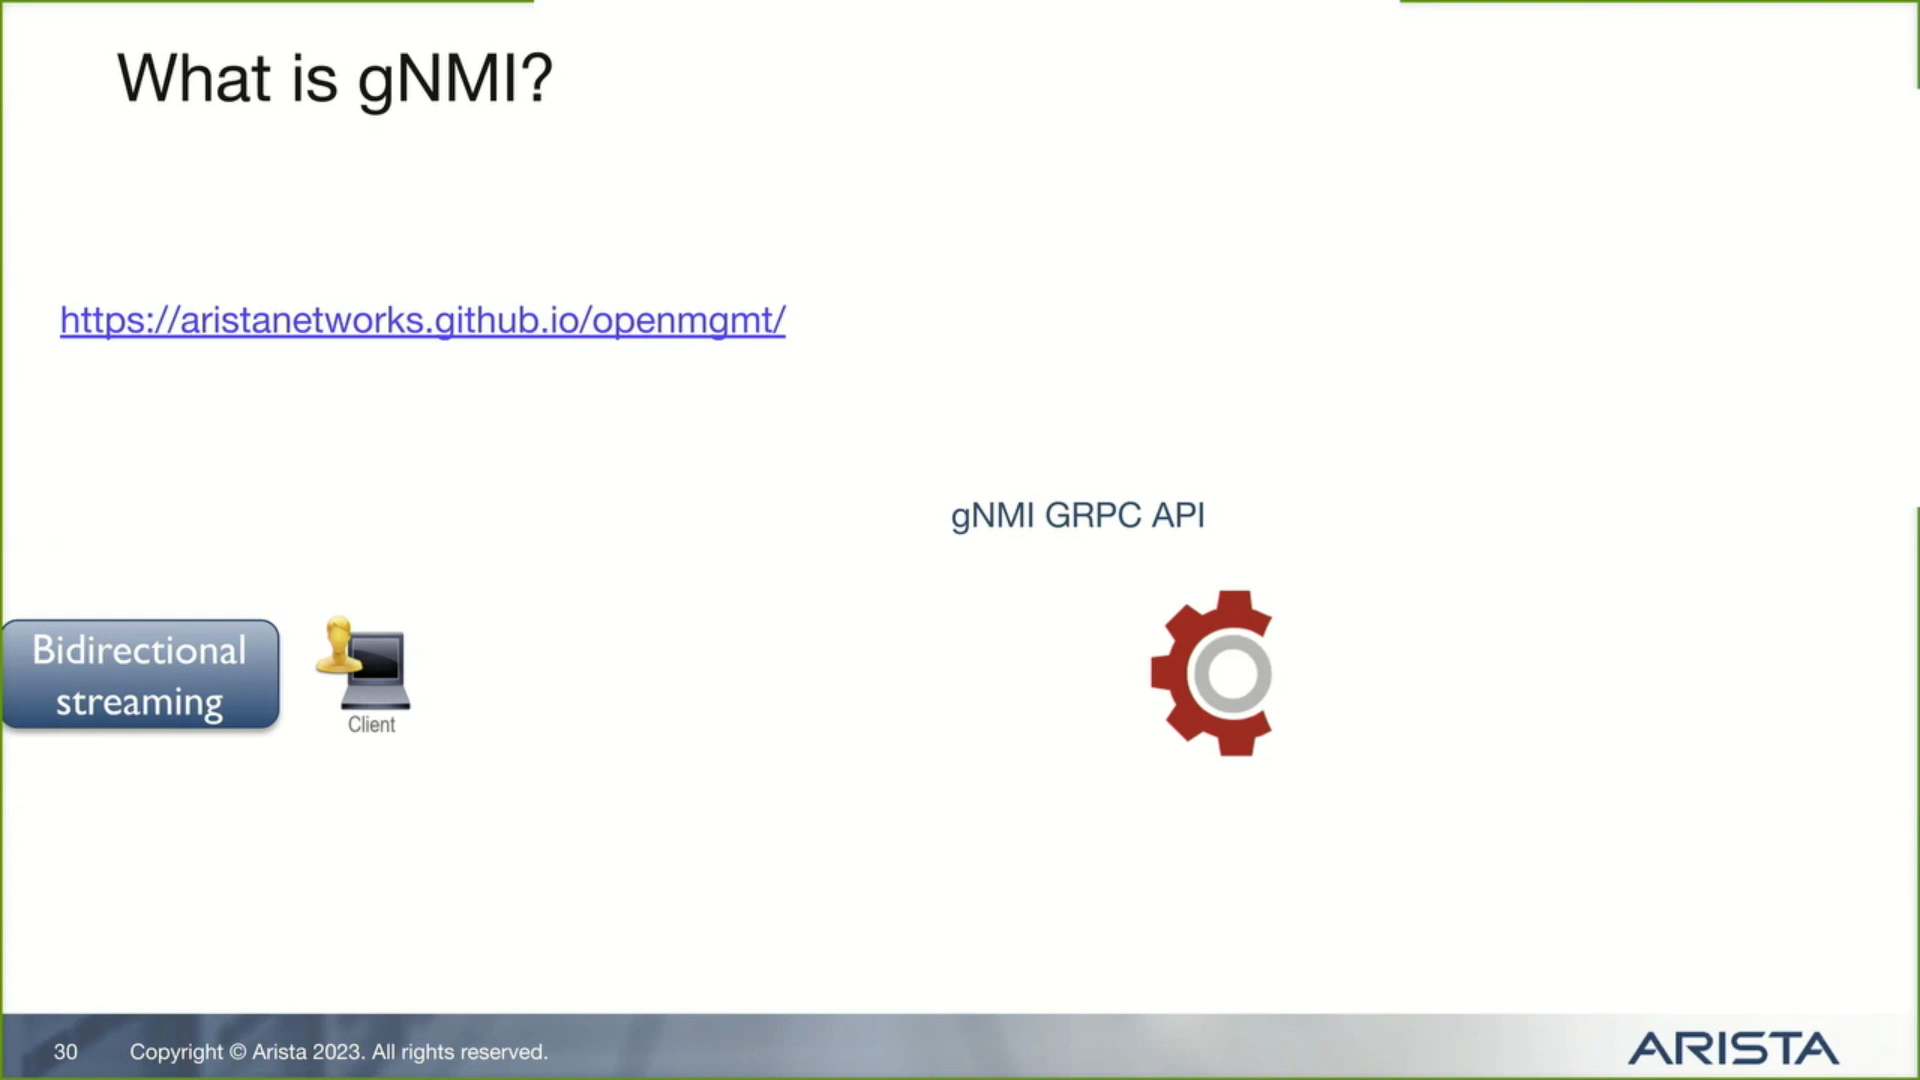 What is gNMI?
https://aristanetworks.github.io/openmgmt/
gNMI GRPC API
Bidirectional
streaming
Client
30
Copyright © Arista 2023. All rights reserved.
ARISTA